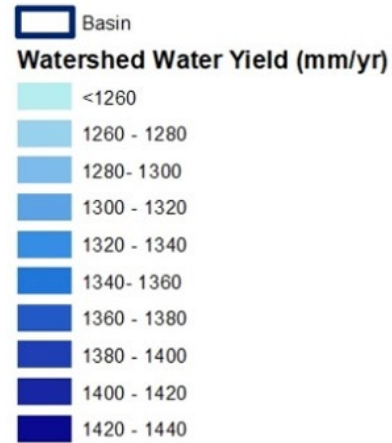 Basin
Watershed Water Yield (mm/yr)
<1260
1260 - 1280
1280- 1300
1300 - 1320
1320 - 1340
1340- 1360
1360 - 1380
1380 - 1400
1400 - 1420
1420 - 1440